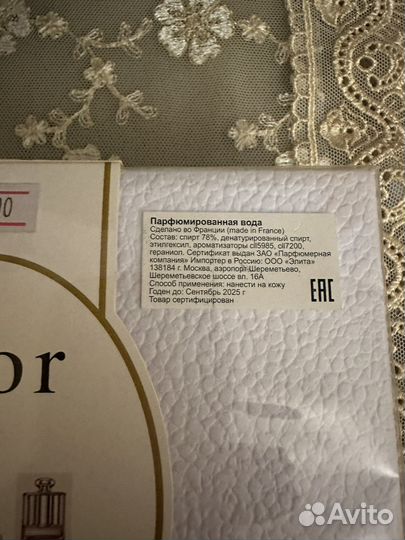 00
Парфюмированная вода
Сделано во Франции (made in France)
Состав: спирт 78%, денатурированный спирт,
этилгексил, ароматизаторы cll5985, cll7200,
гераниол. Сертификат выдан ЗАО «Парфюмерная
компания» Импортер в Россию: ООО «Элита»
138184 г. Москва, аэропорт Шереметьево,
Шереметьевское шоссе вл. 16А
Способ применения: нанести на кожу
Годен до: Сентябрь 2025 г
Товар сертифицирован
EAC
or
Avito